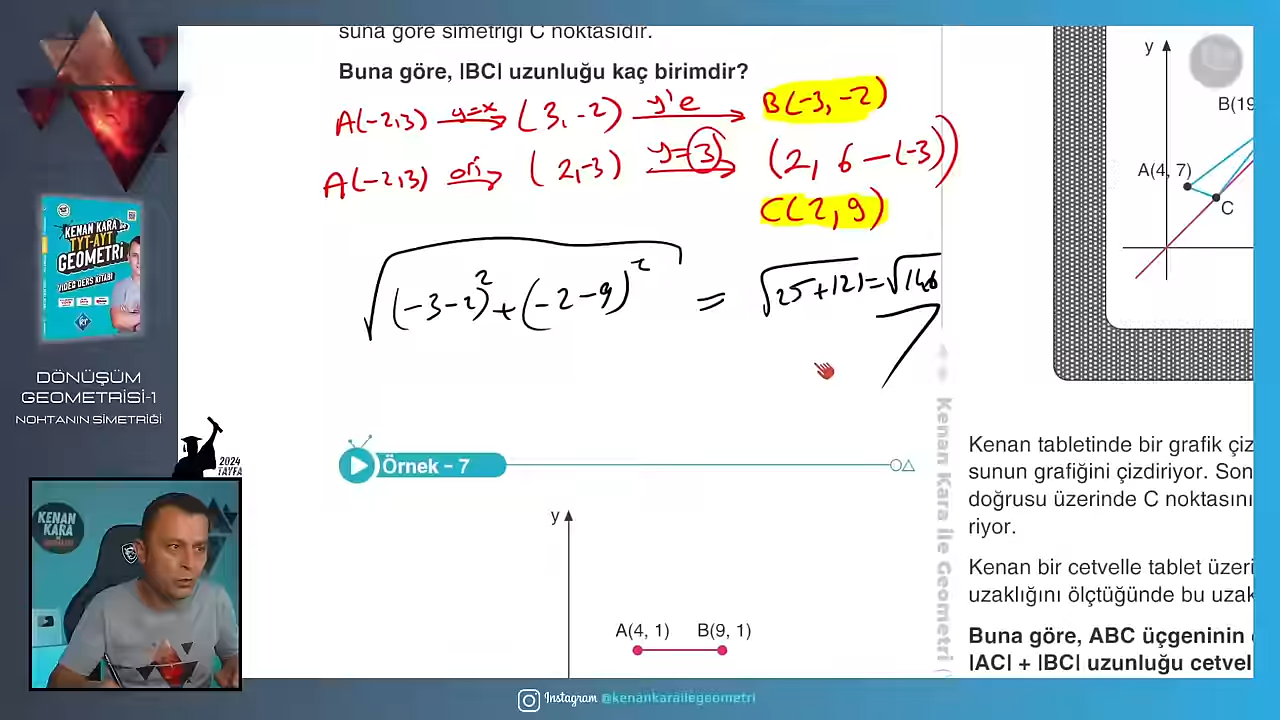 suna göre simetriği C noktasıdır.
Buna göre, |BC| uzunluğu kaç birimdir?
A(-2,3) y=x (3,-2) y'e B(-3,-2)
A(-2,3) orj (2,-3) y=3 (2, 6-(-3))
C(2,9)
√(-3-2)²+(-2-9)² = √25+121=√146
Örnek – 7
y
A(4, 1) B(9, 1)
y
B(19
A(4, 7)
C
Kenan tabletinde bir grafik çiz
sunun grafiğini çizdiriyor. Son
doğrusu üzerinde C noktasını
riyor.
Kenan bir cetvelle tablet üzeri
uzaklığını ölçtüğünde bu uzak
Buna göre, ABC üçgeninin
|AC| + |BC| uzunluğu cetvel
Kenan Kara ile Geometri
KENAN KARA ile
TYT-AYT
GEOMETRİ
VİDEO DERS KİTABI
DÖNÜŞÜM
GEOMETRİSİ-1
NOKTANIN SİMETRİĞİ
2024
TAYFA
KENAN
KARA
Instagram @kenankarailegeometri